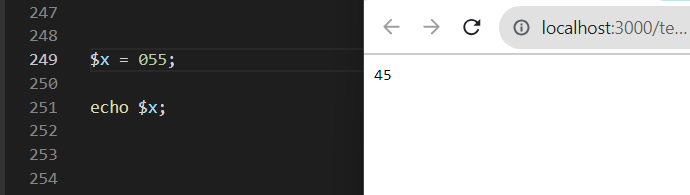 247
248
249 $x = 055;
250
251 echo $x;
252
253
254
localhost:3000/te...
45